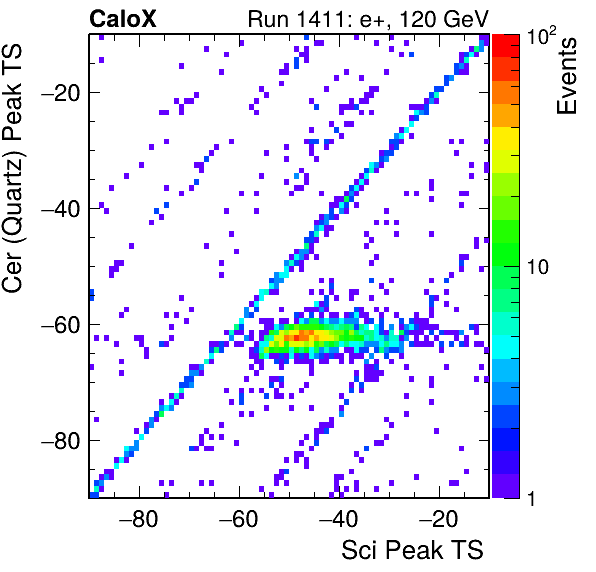 CaloX Run 1411: e+, 120 GeV
Cer (Quartz) Peak TS
−20
−40
−60
−80
−80 −60 −40 −20
Sci Peak TS
10²
10
1
Events